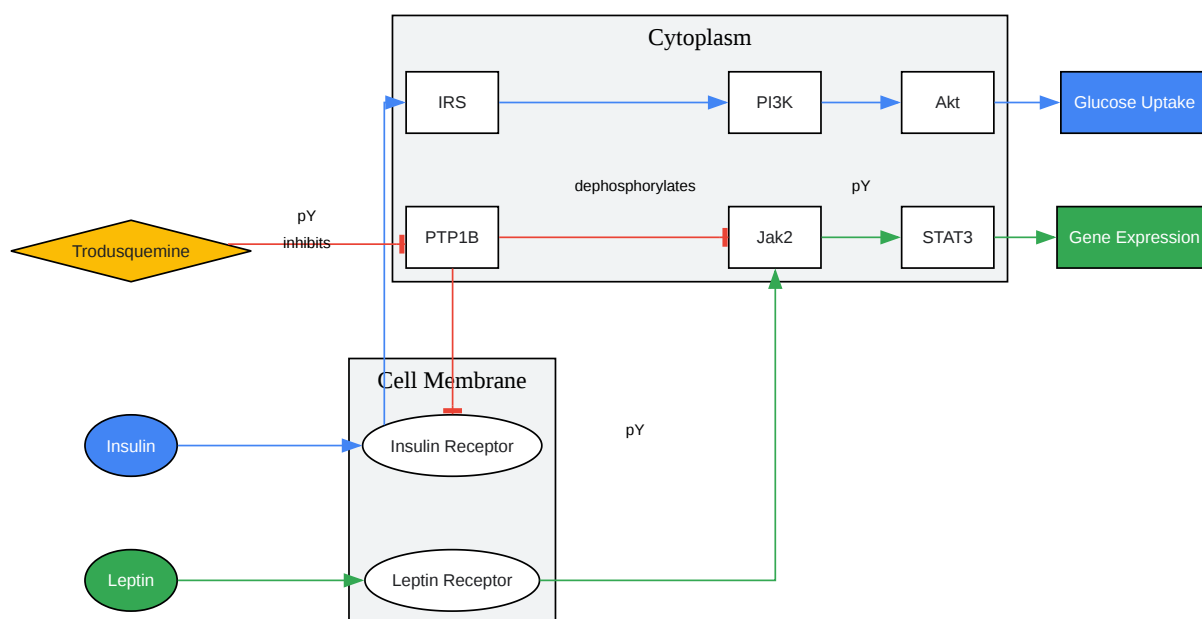 Cytoplasm
IRS
PI3K
Akt
Glucose Uptake
dephosphorylates
pY
pY
inhibits
Trodusquemine
PTP1B
Jak2
STAT3
Gene Expression
Cell Membrane
pY
Insulin
Insulin Receptor
Leptin
Leptin Receptor